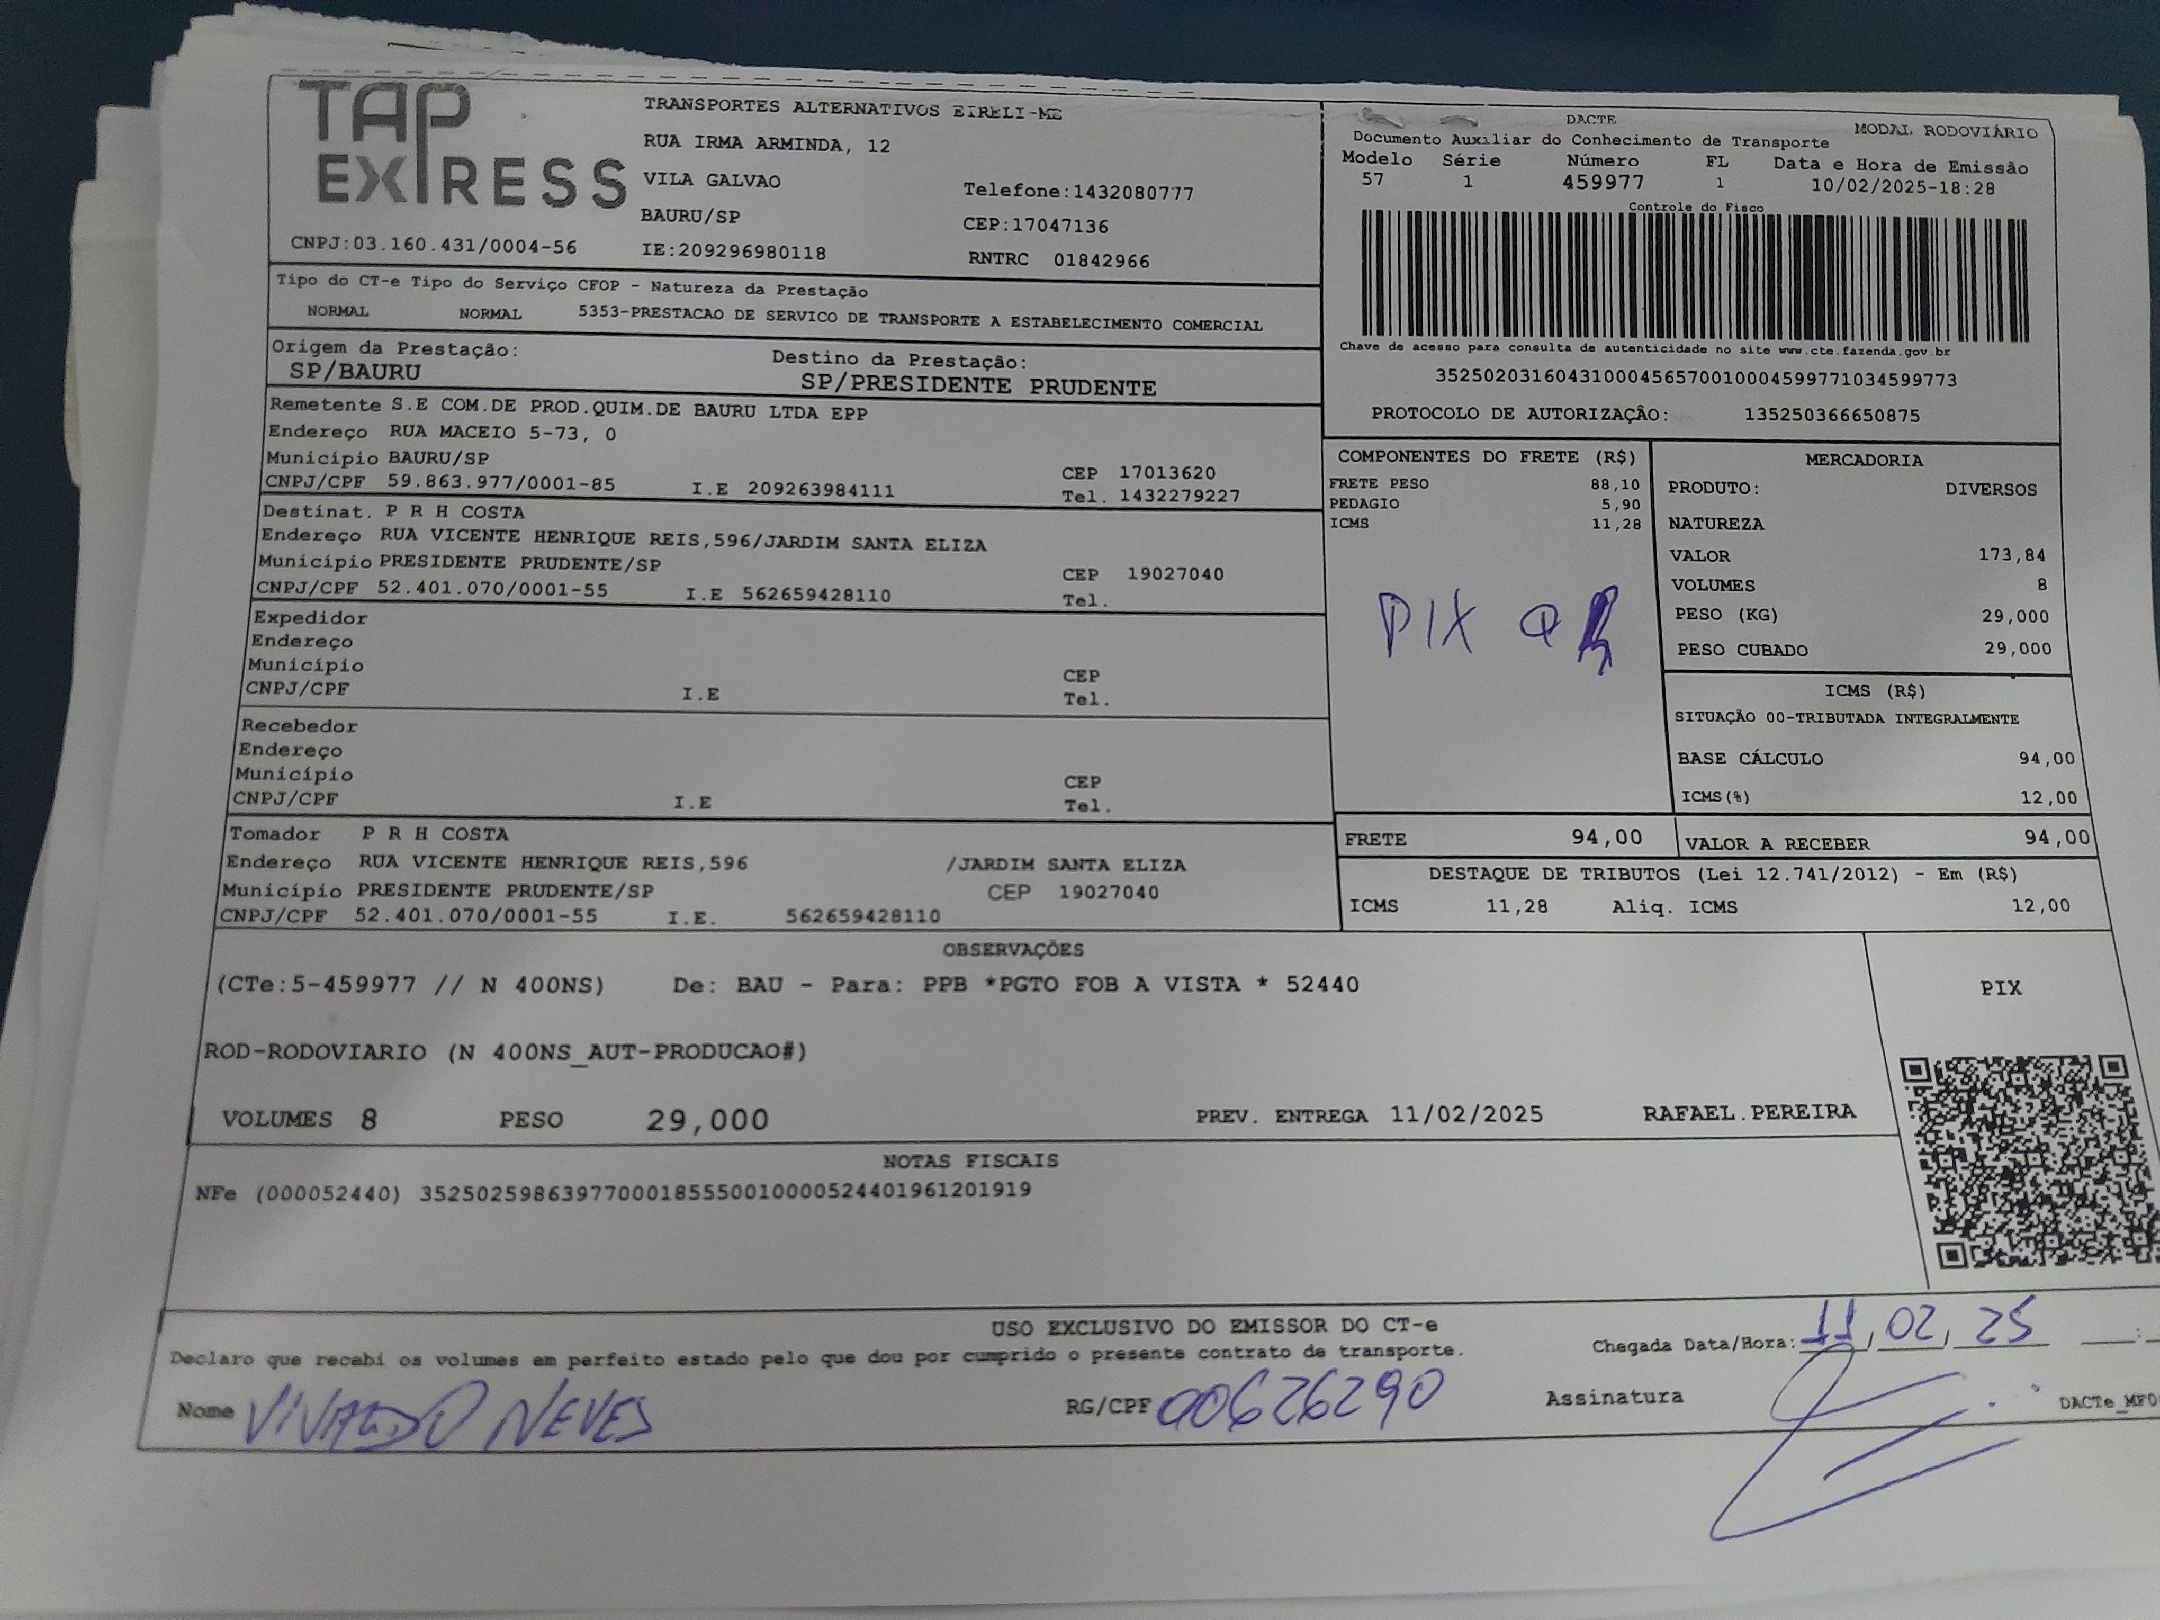 TAP
EXPRESS
CNPJ:03.160.431/0004-56
TRANSPORTES ALTERNATIVOS EIRELI-ME
RUA IRMA ARMINDA, 12
VILA GALVAO
BAURU/SP
IE:209296980118
Telefone:1432080777
CEP:17047136
RNTRC 01842966
DACTE
MODAL RODOVIÁRIO
Documento Auxiliar do Conhecimento de Transporte
Modelo Série Número FL Data e Hora de Emissão
57 1 459977 1 10/02/2025-18:28
Controle do Fisco
Chave de acesso para consulta de autenticidade no site www.cte.fazenda.gov.br
35250203160431000456570010004599771034599773
PROTOCOLO DE AUTORIZAÇÃO: 135250366650875
Tipo do CT-e Tipo do Serviço CFOP - Natureza da Prestação
NORMAL NORMAL 5353-PRESTACAO DE SERVICO DE TRANSPORTE A ESTABELECIMENTO COMERCIAL
Origem da Prestação: Destino da Prestação:
SP/BAURU SP/PRESIDENTE PRUDENTE
Remetente S.E COM.DE PROD.QUIM.DE BAURU LTDA EPP
Endereço RUA MACEIO 5-73, 0
Município BAURU/SP CEP 17013620
CNPJ/CPF 59.863.977/0001-85 I.E 209263984111 Tel. 1432279227
Destinat. P R H COSTA
Endereço RUA VICENTE HENRIQUE REIS,596/JARDIM SANTA ELIZA
Município PRESIDENTE PRUDENTE/SP CEP 19027040
CNPJ/CPF 52.401.070/0001-55 I.E 562659428110 Tel.
Expedidor
Endereço
Município CEP
CNPJ/CPF I.E Tel.
Recebedor
Endereço
Município CEP
CNPJ/CPF I.E Tel.
Tomador P R H COSTA
Endereço RUA VICENTE HENRIQUE REIS,596 /JARDIM SANTA ELIZA
Município PRESIDENTE PRUDENTE/SP CEP 19027040
CNPJ/CPF 52.401.070/0001-55 I.E. 562659428110
COMPONENTES DO FRETE (R$)
FRETE PESO 88,10
PEDAGIO 5,90
ICMS 11,28
PIX QR
MERCADORIA
PRODUTO: DIVERSOS
NATUREZA
VALOR 173,84
VOLUMES 8
PESO (KG) 29,000
PESO CUBADO 29,000
ICMS (R$)
SITUAÇÃO 00-TRIBUTADA INTEGRALMENTE
BASE CÁLCULO 94,00
ICMS(%) 12,00
FRETE 94,00 VALOR A RECEBER 94,00
DESTAQUE DE TRIBUTOS (Lei 12.741/2012) - Em (R$)
ICMS 11,28 Aliq. ICMS 12,00
OBSERVAÇÕES
(CTe:5-459977 // N 400NS) De: BAU - Para: PPB *PGTO FOB A VISTA * 52440
ROD-RODOVIARIO (N 400NS_AUT-PRODUCAO#)
VOLUMES 8 PESO 29,000 PREV. ENTREGA 11/02/2025 RAFAEL.PEREIRA
PIX
NOTAS FISCAIS
NFe (000052440) 35250259863977000185550010000524401961201919
USO EXCLUSIVO DO EMISSOR DO CT-e
Declaro que recebi os volumes em perfeito estado pelo que dou por cumprido o presente contrato de transporte.
Chegada Data/Hora: 11,02,25 __:
Nome VIVALDO NEVES RG/CPF 00626290 Assinatura
DACTe_MF0